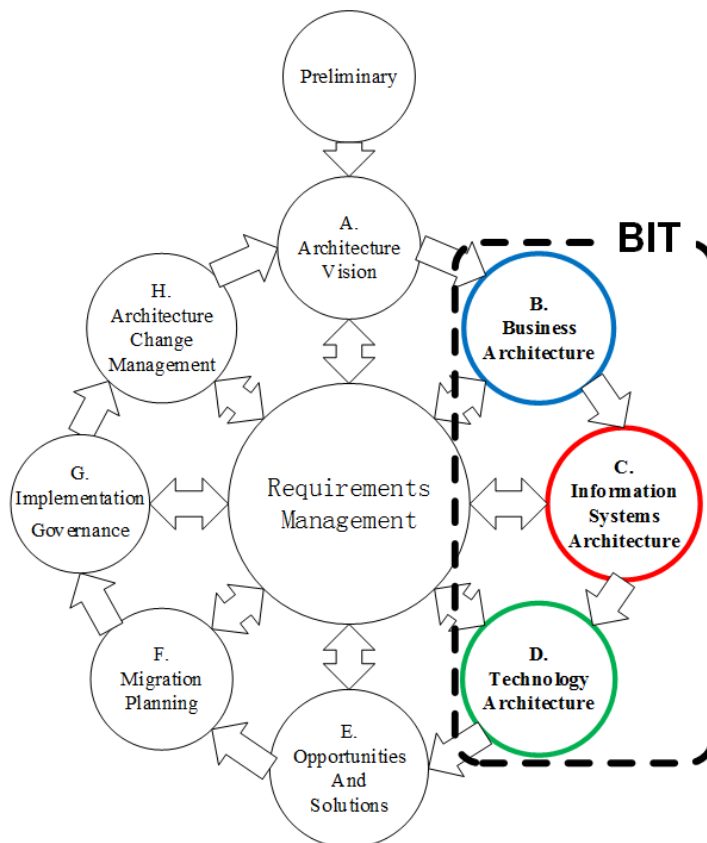 Preliminary
A.
Architecture
Vision
BIT
B.
Business
Architecture
H.
Architecture
Change
Management
C.
Information
Systems
Architecture
Requirements
Management
G.
Implementation
Governance
D.
Technology
Architecture
F.
Migration
Planning
E.
Opportunities
And
Solutions